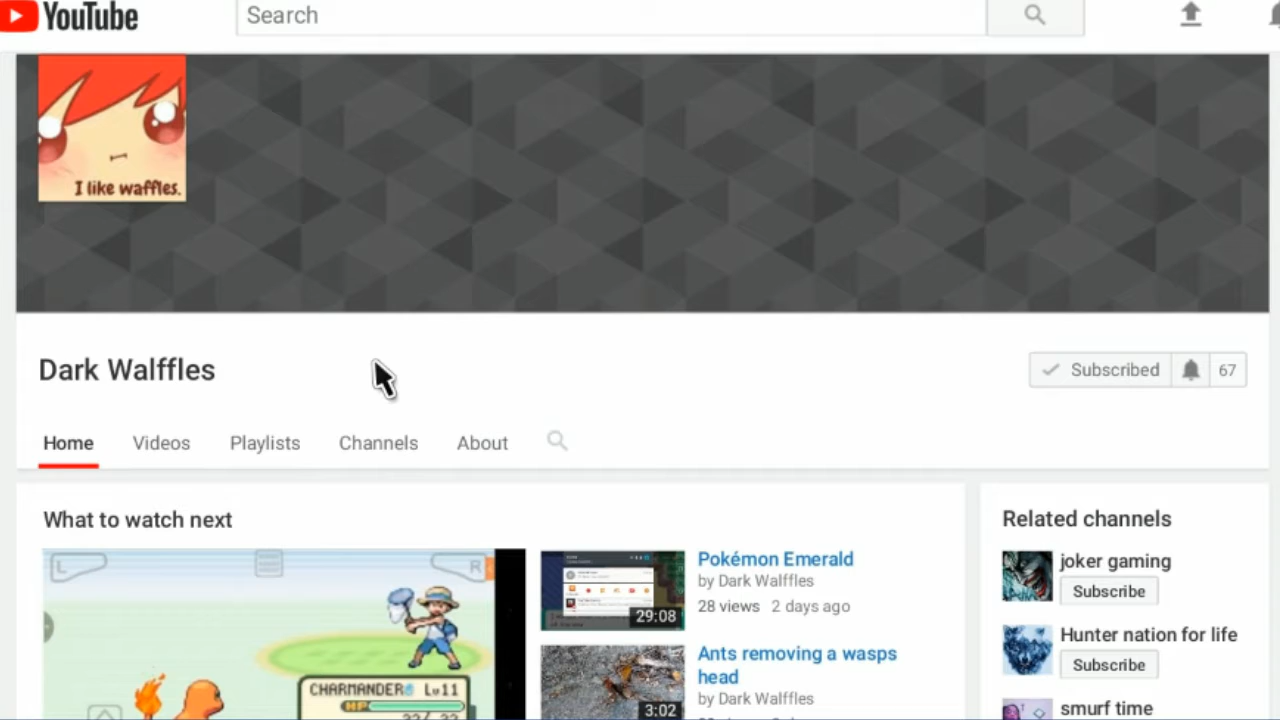 YouTube
Search
I like waffles.
Dark Walffles
Subscribed 67
Home Videos Playlists Channels About
What to watch next
L R
CHARMANDER♂ Lv11
HP
29:08
Pokémon Emerald
by Dark Walffles
28 views 2 days ago
3:02
Ants removing a wasps
head
by Dark Walffles
Related channels
joker gaming
Subscribe
Hunter nation for life
Subscribe
smurf time